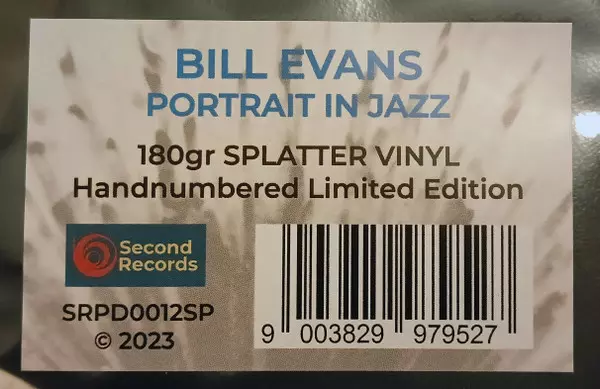 BILL EVANS
PORTRAIT IN JAZZ
180gr SPLATTER VINYL
Handnumbered Limited Edition
Second
Records
SRPD0012SP
© 2023
9 003829 979527